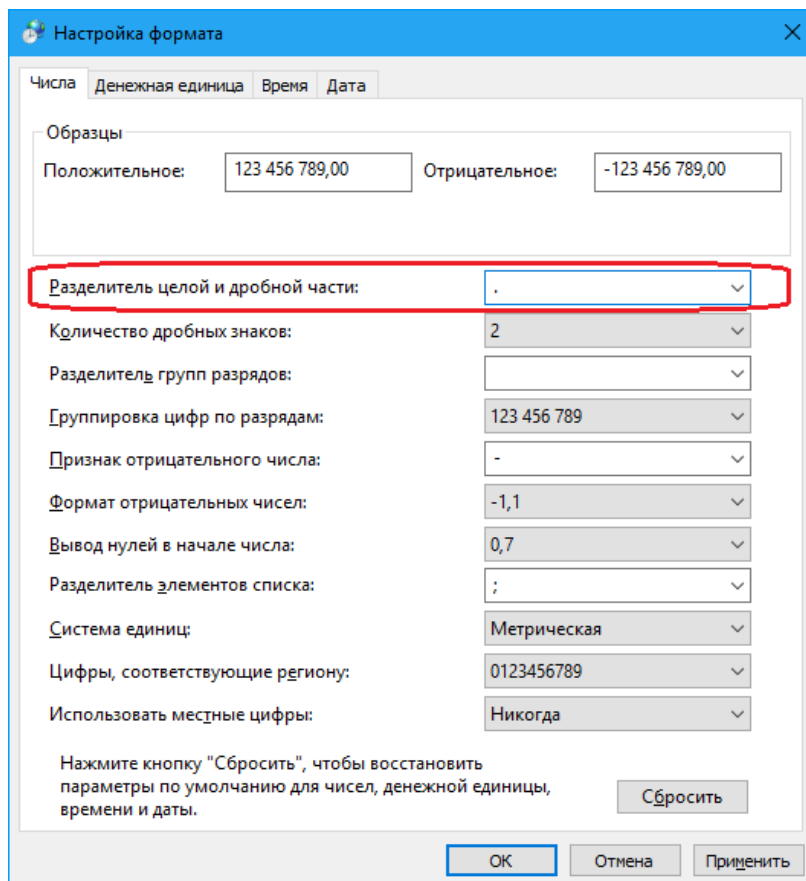 Настройка формата
Числа Денежная единица Время Дата
Образцы
Положительное: 123 456 789,00 Отрицательное: -123 456 789,00
Разделитель целой и дробной части: .
Количество дробных знаков: 2
Разделитель групп разрядов:
Группировка цифр по разрядам: 123 456 789
Признак отрицательного числа: -
Формат отрицательных чисел: -1,1
Вывод нулей в начале числа: 0,7
Разделитель элементов списка: ;
Система единиц: Метрическая
Цифры, соответствующие региону: 0123456789
Использовать местные цифры: Никогда
Нажмите кнопку "Сбросить", чтобы восстановить
параметры по умолчанию для чисел, денежной единицы,
времени и даты.
Сбросить
ОК Отмена Применить